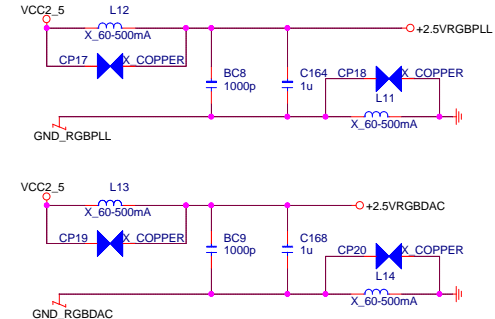 VCC2_5
L12
X_60-500mA
+2.5VRGBPLL
CP17
X_COPPER
BC8
1000p
C164
1u
CP18
X_COPPER
L11
X_60-500mA
GND_RGBPLL
VCC2_5
L13
X_60-500mA
+2.5VRGBDAC
CP19
X_COPPER
BC9
1000p
C168
1u
CP20
X_COPPER
L14
X_60-500mA
GND_RGBDAC